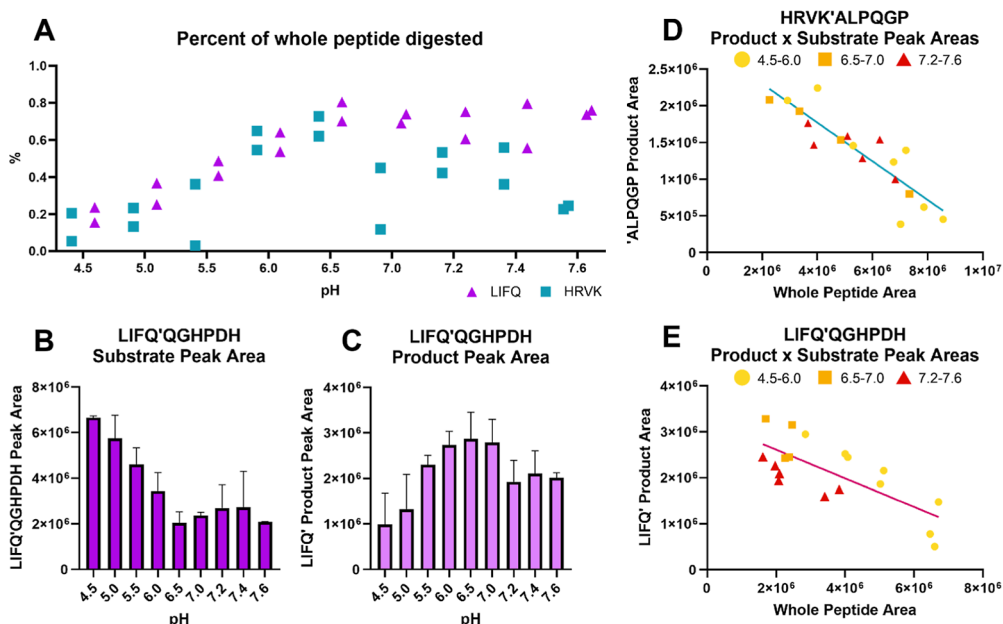 A
Percent of whole peptide digested
%
1.0
0.8
0.6
0.4
0.2
0.0
4.5 5.0 5.5 6.0 6.5 7.0 7.2 7.4 7.6
pH
LIFQ HRVK
B
LIFQ'QGHPDH
Substrate Peak Area
LIFQ'QGHPDH Peak Area
8×10⁶
6×10⁶
4×10⁶
2×10⁶
0
4.5 5.0 5.5 6.0 6.5 7.0 7.2 7.4 7.6
pH
C
LIFQ'QGHPDH
Product Peak Area
LIFQ' Product Peak Area
4×10⁶
3×10⁶
2×10⁶
1×10⁶
0
4.5 5.0 5.5 6.0 6.5 7.0 7.2 7.4 7.6
pH
D
HRVK'ALPQGP
Product x Substrate Peak Areas
4.5-6.0 6.5-7.0 7.2-7.6
'ALPQGP Product Area
2.5×10⁶
2×10⁶
1.5×10⁶
1×10⁶
5×10⁵
0
0 2×10⁶ 4×10⁶ 6×10⁶ 8×10⁶ 1×10⁷
Whole Peptide Area
E
LIFQ'QGHPDH
Product x Substrate Peak Areas
4.5-6.0 6.5-7.0 7.2-7.6
LIFQ' Product Area
4×10⁶
3×10⁶
2×10⁶
1×10⁶
0
0 2×10⁶ 4×10⁶ 6×10⁶ 8×10⁶
Whole Peptide Area